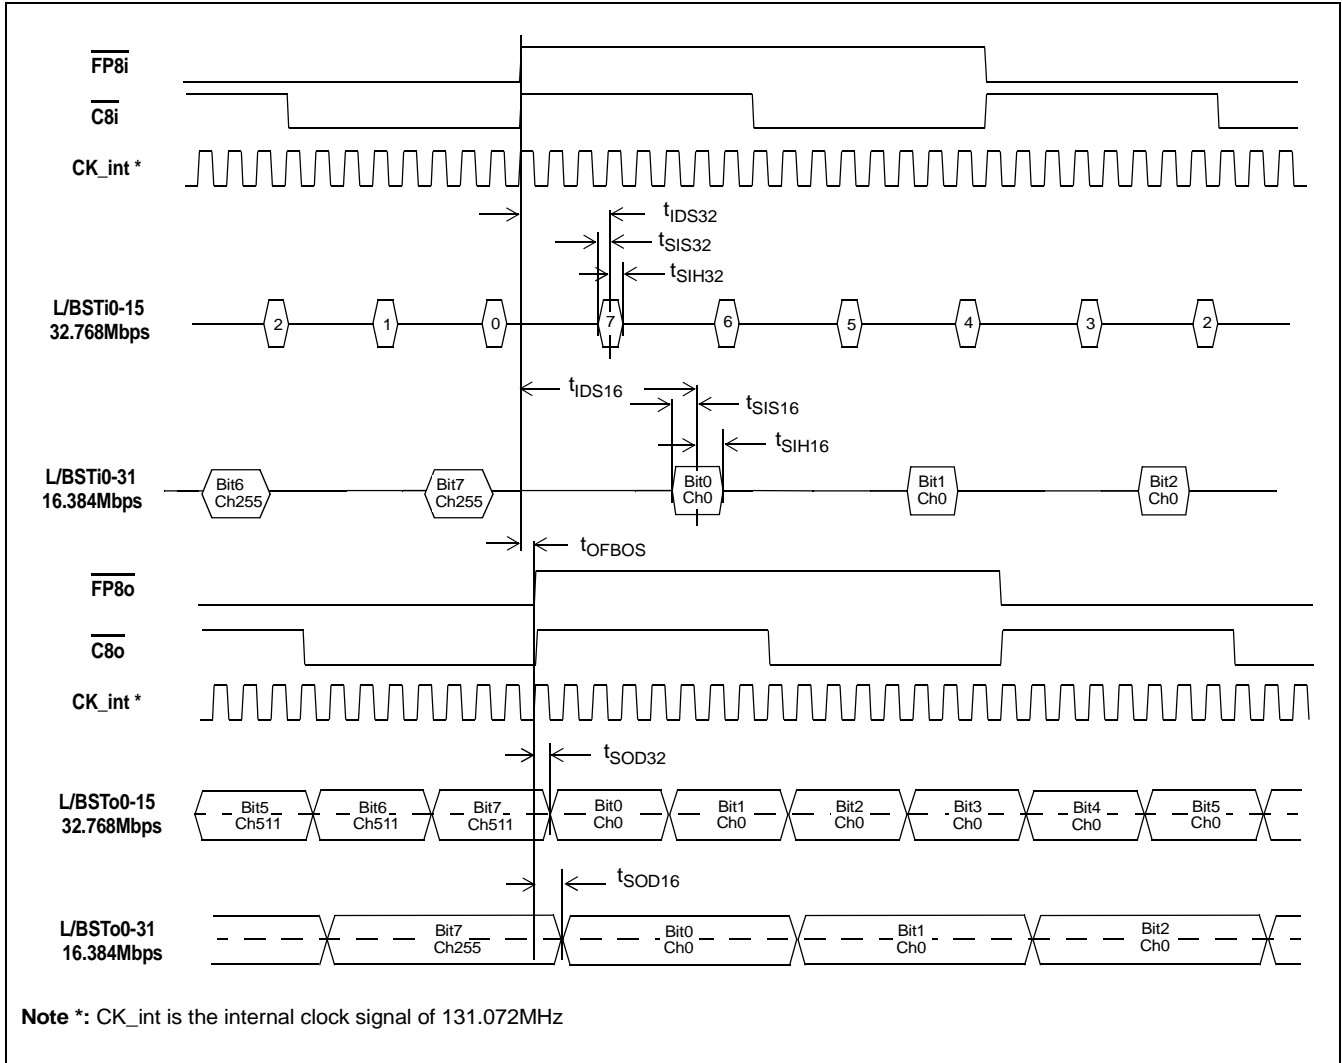 FP8i
C8i
CK_int *
tIDS32
tSIS32
tSIH32
L/BSTi0-15
32.768Mbps
2 1 0 7 6 5 4 3 2
tIDS16
tSIS16
tSIH16
L/BSTi0-31
16.384Mbps
Bit6 Bit7 Bit0 Bit1 Bit2
Ch255 Ch255 Ch0 Ch0 Ch0
tOFBOS
FP8o
C8o
CK_int *
tSOD32
L/BSTo0-15
32.768Mbps
Bit5 Bit6 Bit7 Bit0 Bit1 Bit2 Bit3 Bit4 Bit5
Ch511 Ch511 Ch511 Ch0 Ch0 Ch0 Ch0 Ch0 Ch0
tSOD16
L/BSTo0-31
16.384Mbps
Bit7 Bit0 Bit1 Bit2
Ch255 Ch0 Ch0 Ch0
Note *: CK_int is the internal clock signal of 131.072MHz